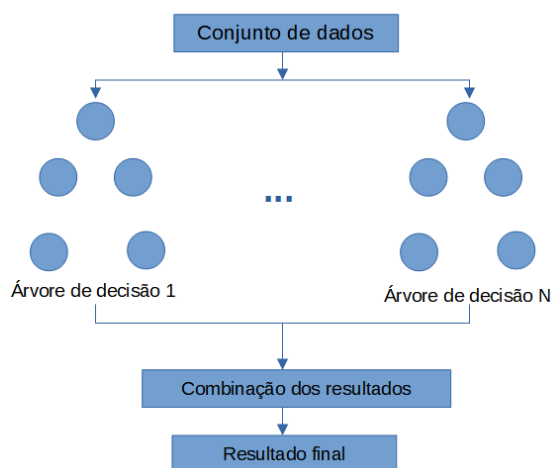 Conjunto de dados
...
Árvore de decisão 1
Árvore de decisão N
Combinação dos resultados
Resultado final